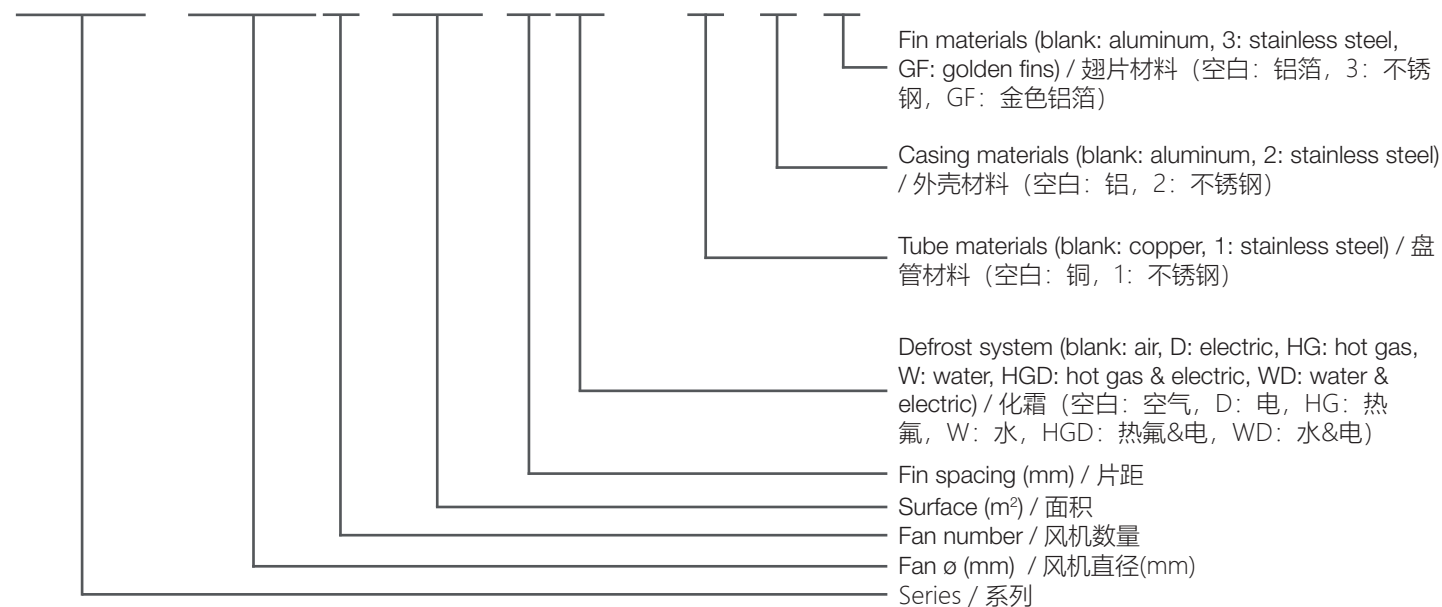 Fin materials (blank: aluminum, 3: stainless steel,
GF: golden fins) / 翅片材料（空白：铝箔，3：不锈
钢，GF：金色铝箔）
Casing materials (blank: aluminum, 2: stainless steel)
/ 外壳材料（空白：铝，2：不锈钢）
Tube materials (blank: copper, 1: stainless steel) / 盘
管材料（空白：铜，1：不锈钢）
Defrost system (blank: air, D: electric, HG: hot gas,
W: water, HGD: hot gas & electric, WD: water &
electric) / 化霜（空白：空气，D：电，HG：热
氟，W：水，HGD：热氟&电，WD：水&电）
Fin spacing (mm) / 片距
Surface (m²) / 面积
Fan number / 风机数量
Fan ø (mm) / 风机直径(mm)
Series / 系列